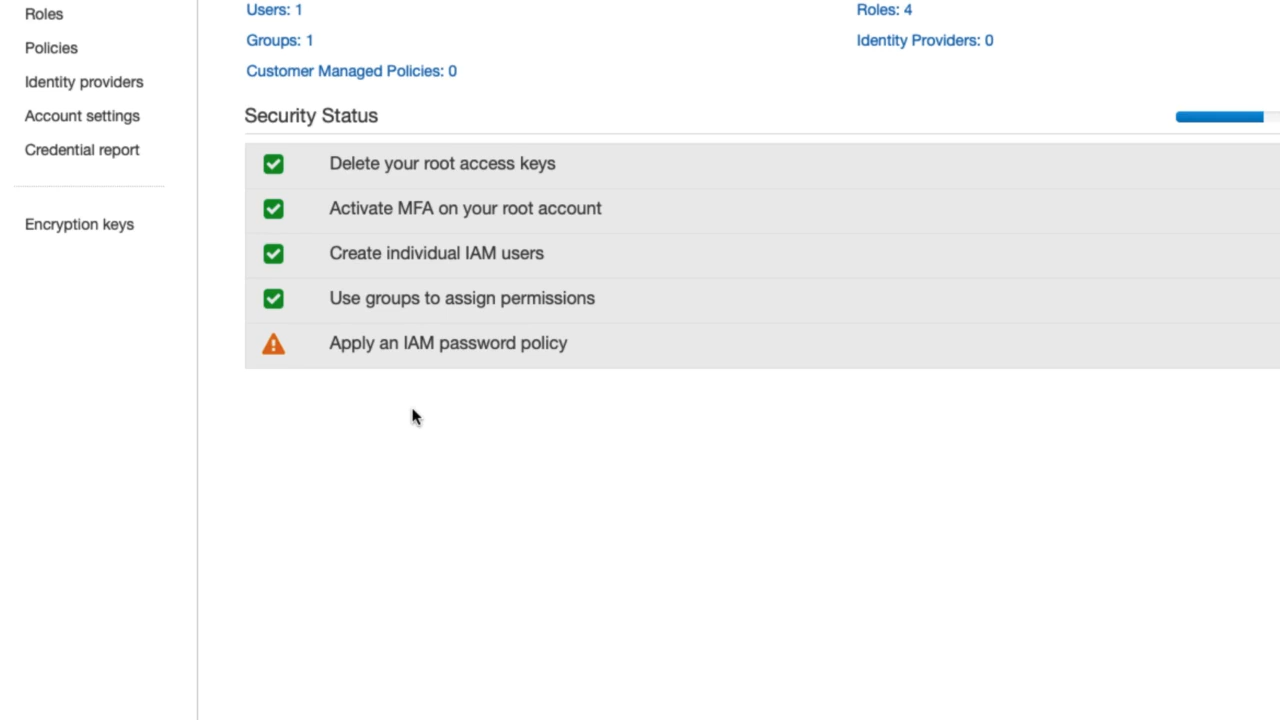 Roles
Policies
Identity providers
Account settings
Credential report
Encryption keys
Users: 1
Roles: 4
Groups: 1
Identity Providers: 0
Customer Managed Policies: 0
Security Status
Delete your root access keys
Activate MFA on your root account
Create individual IAM users
Use groups to assign permissions
Apply an IAM password policy